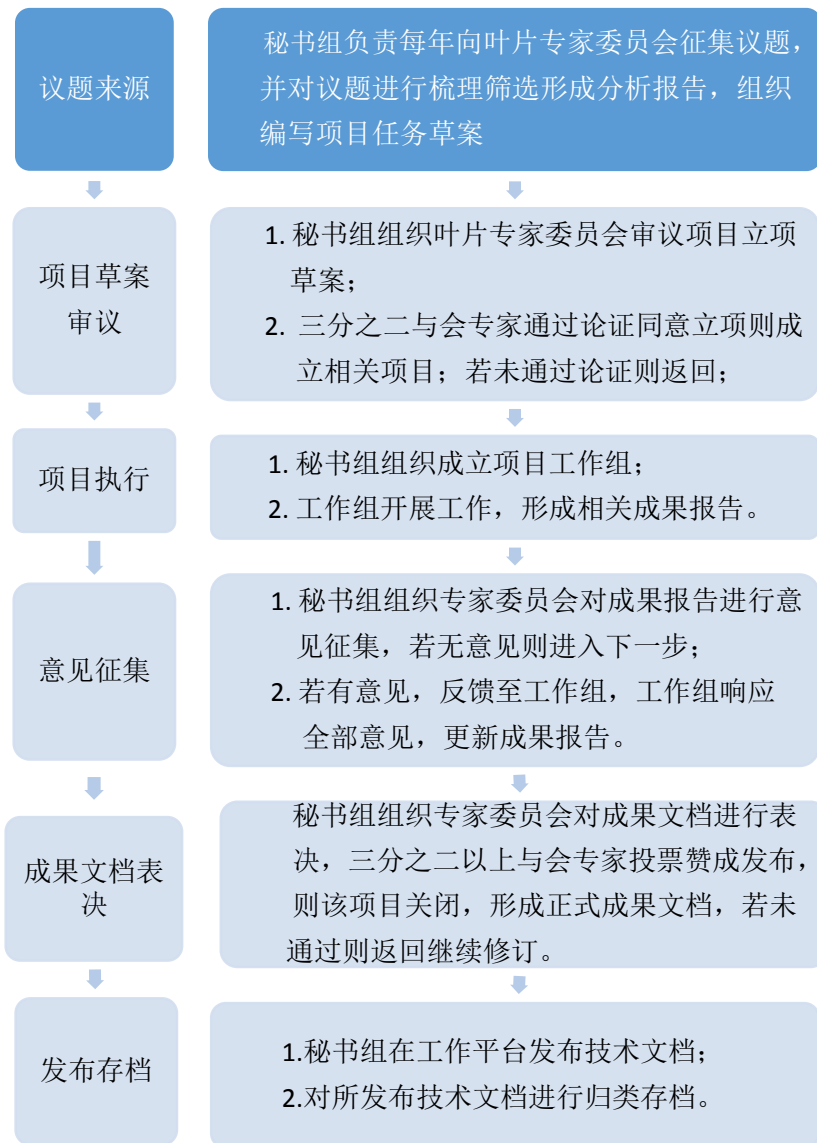 议题来源
秘书组负责每年向叶片专家委员会征集议题，
并对议题进行梳理筛选形成分析报告，组织
编写项目任务草案
项目草案
审议
1. 秘书组组织叶片专家委员会审议项目立项
草案；
2. 三分之二与会专家通过论证同意立项则成
立相关项目；若未通过论证则返回；
项目执行
1. 秘书组组织成立项目工作组；
2. 工作组开展工作，形成相关成果报告。
意见征集
1. 秘书组组织专家委员会对成果报告进行意
见征集，若无意见则进入下一步；
2. 若有意见，反馈至工作组，工作组响应
全部意见，更新成果报告。
成果文档表
决
秘书组组织专家委员会对成果文档进行表
决，三分之二以上与会专家投票赞成发布，
则该项目关闭，形成正式成果文档，若未
通过则返回继续修订。
发布存档
1.秘书组在工作平台发布技术文档；
2.对所发布技术文档进行归类存档。